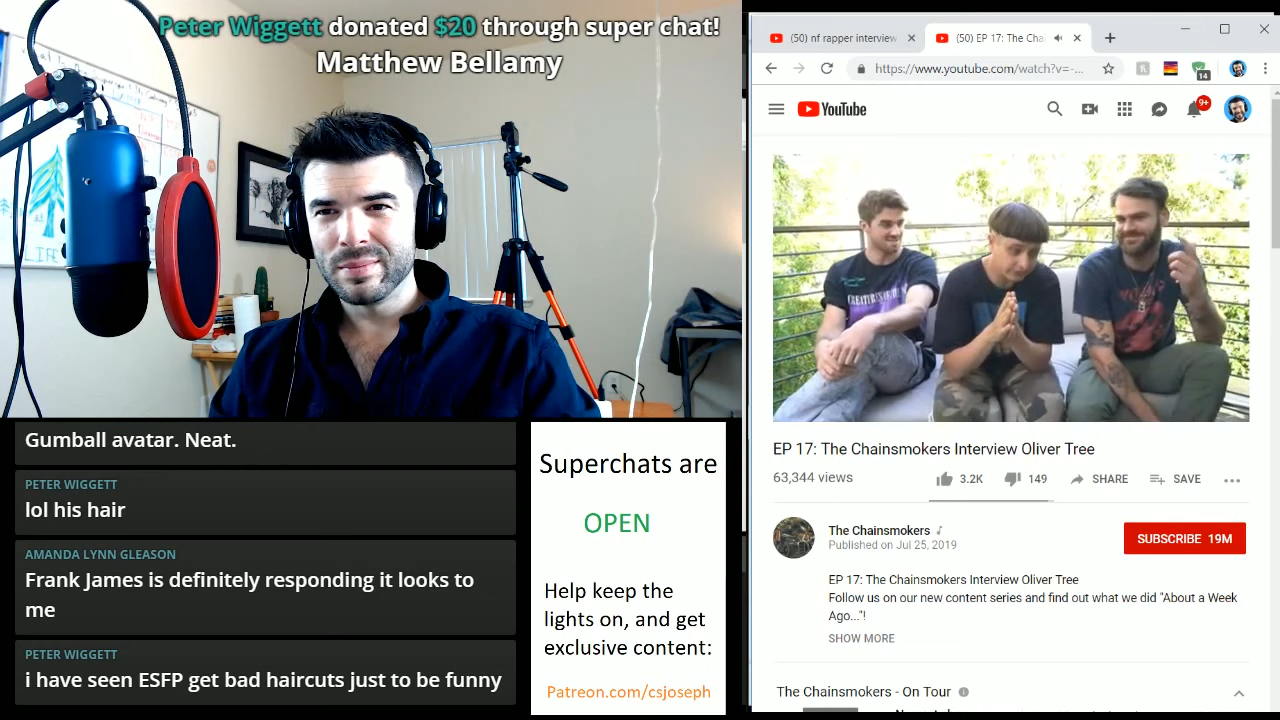 Peter Wiggett donated $20 through super chat!
Matthew Bellamy
LIFE
Gumball avatar. Neat.
PETER WIGGETT
lol his hair
AMANDA LYNN GLEASON
Frank James is definitely responding it looks to
me
PETER WIGGETT
i have seen ESFP get bad haircuts just to be funny
Superchats are
OPEN
Help keep the
lights on, and get
exclusive content:
Patreon.com/csjoseph
(50) nf rapper interview
(50) EP 17: The Cha
https://www.youtube.com/watch?v=-...
14
YouTube
9+
EP 17: The Chainsmokers Interview Oliver Tree
63,344 views
3.2K
149
SHARE
SAVE
The Chainsmokers
Published on Jul 25, 2019
SUBSCRIBE 19M
EP 17: The Chainsmokers Interview Oliver Tree
Follow us on our new content series and find out what we did "About a Week
Ago..."!
SHOW MORE
The Chainsmokers - On Tour